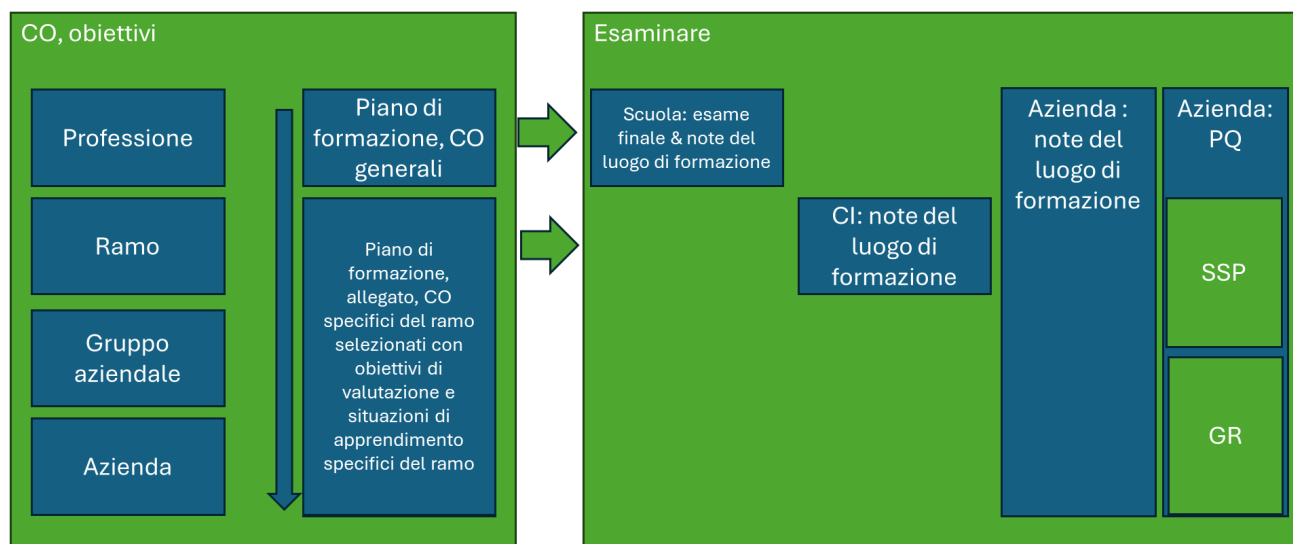 CO, obiettivi
Professione
Ramo
Gruppo
aziendale
Azienda
Piano di
formazione, CO
generali
Piano di
formazione,
allegato, CO
specifici del ramo
selezionati con
obiettivi di
valutazione e
situazioni di
apprendimento
specifici del ramo
Esaminare
Scuola: esame
finale & note del
luogo di formazione
CI: note del
luogo di
formazione
Azienda :
note del
luogo di
formazione
Azienda:
PQ
SSP
GR